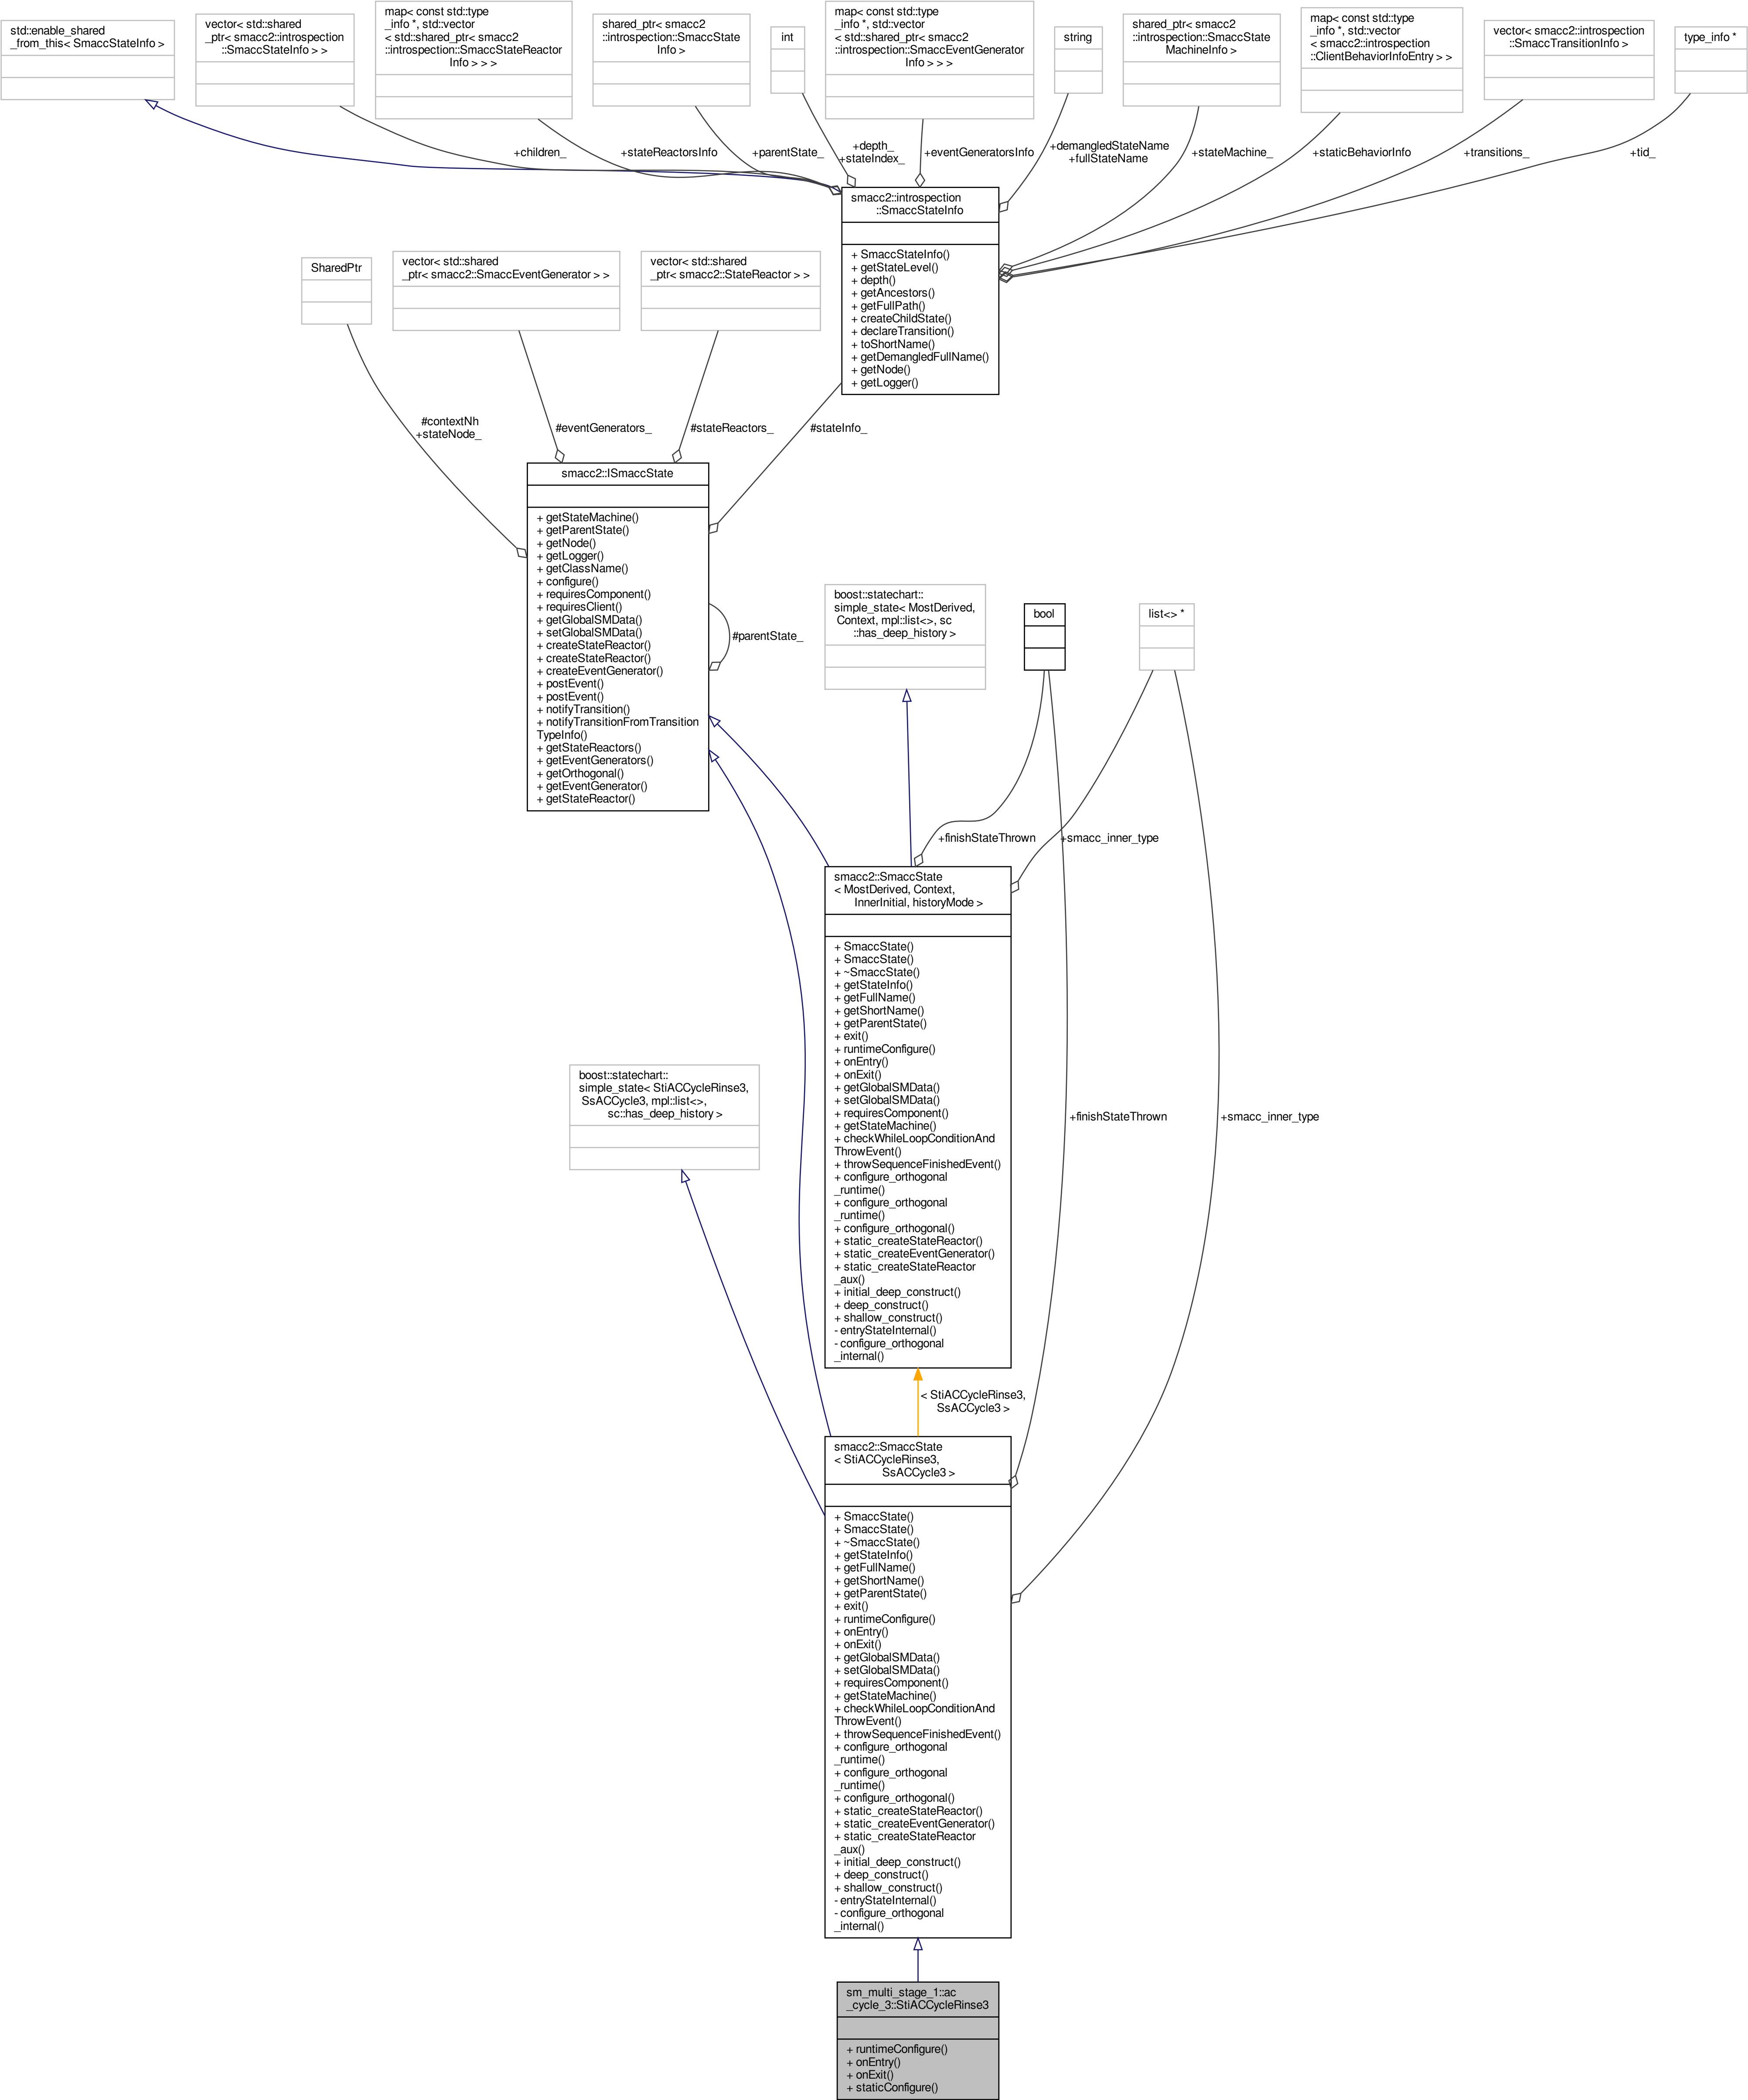 std::enable_shared
_from_this< SmaccStateInfo >
vector< std::shared
_ptr< smacc2::introspection
::SmaccStateInfo > >
map< const std::type
_info *, std::vector
< std::shared_ptr< smacc2
::introspection::SmaccStateReactor
Info > > >
shared_ptr< smacc2
::introspection::SmaccState
Info >
int
map< const std::type
_info *, std::vector
< std::shared_ptr< smacc2
::introspection::SmaccEventGenerator
Info > > >
string
shared_ptr< smacc2
::introspection::SmaccState
MachineInfo >
map< const std::type
_info *, std::vector
< smacc2::introspection
::ClientBehaviorInfoEntry > >
vector< smacc2::introspection
::SmaccTransitionInfo >
type_info *
+children_
+stateReactorsInfo
+parentState_
+depth_
+stateIndex_
+eventGeneratorsInfo
+demangledStateName
+fullStateName
+stateMachine_
+staticBehaviorInfo
+transitions_
+tid_
smacc2::introspection
::SmaccStateInfo
+ SmaccStateInfo()
+ getStateLevel()
+ depth()
+ getAncestors()
+ getFullPath()
+ createChildState()
+ declareTransition()
+ toShortName()
+ getDemangledFullName()
+ getNode()
+ getLogger()
SharedPtr
vector< std::shared
_ptr< smacc2::SmaccEventGenerator > >
vector< std::shared
_ptr< smacc2::StateReactor > >
#contextNh
+stateNode_
#eventGenerators_
#stateReactors_
#stateInfo_
smacc2::ISmaccState
+ getStateMachine()
+ getParentState()
+ getNode()
+ getLogger()
+ getClassName()
+ configure()
+ requiresComponent()
+ requiresClient()
+ getGlobalSMData()
+ setGlobalSMData()
+ createStateReactor()
+ createStateReactor()
+ createEventGenerator()
+ postEvent()
+ postEvent()
+ notifyTransition()
+ notifyTransitionFromTransition
TypeInfo()
+ getStateReactors()
+ getEventGenerators()
+ getOrthogonal()
+ getEventGenerator()
+ getStateReactor()
#parentState_
boost::statechart::
simple_state< MostDerived,
Context, mpl::list<>, sc
::has_deep_history >
bool
list<> *
+finishStateThrown
+smacc_inner_type
smacc2::SmaccState
< MostDerived, Context,
InnerInitial, historyMode >
+ SmaccState()
+ SmaccState()
+ ~SmaccState()
+ getStateInfo()
+ getFullName()
+ getShortName()
+ getParentState()
+ exit()
+ runtimeConfigure()
+ onEntry()
+ onExit()
+ getGlobalSMData()
+ setGlobalSMData()
+ requiresComponent()
+ getStateMachine()
+ checkWhileLoopConditionAnd
ThrowEvent()
+ throwSequenceFinishedEvent()
+ configure_orthogonal
_runtime()
+ configure_orthogonal
_runtime()
+ configure_orthogonal()
+ static_createStateReactor()
+ static_createEventGenerator()
+ static_createStateReactor
_aux()
+ initial_deep_construct()
+ deep_construct()
+ shallow_construct()
- entryStateInternal()
- configure_orthogonal
_internal()
boost::statechart::
simple_state< StiACCycleRinse3,
SsACCycle3, mpl::list<>,
sc::has_deep_history >
+finishStateThrown
+smacc_inner_type
< StiACCycleRinse3,
SsACCycle3 >
smacc2::SmaccState
< StiACCycleRinse3,
SsACCycle3 >
+ SmaccState()
+ SmaccState()
+ ~SmaccState()
+ getStateInfo()
+ getFullName()
+ getShortName()
+ getParentState()
+ exit()
+ runtimeConfigure()
+ onEntry()
+ onExit()
+ getGlobalSMData()
+ setGlobalSMData()
+ requiresComponent()
+ getStateMachine()
+ checkWhileLoopConditionAnd
ThrowEvent()
+ throwSequenceFinishedEvent()
+ configure_orthogonal
_runtime()
+ configure_orthogonal
_runtime()
+ configure_orthogonal()
+ static_createStateReactor()
+ static_createEventGenerator()
+ static_createStateReactor
_aux()
+ initial_deep_construct()
+ deep_construct()
+ shallow_construct()
- entryStateInternal()
- configure_orthogonal
_internal()
sm_multi_stage_1::ac
_cycle_3::StiACCycleRinse3
+ runtimeConfigure()
+ onEntry()
+ onExit()
+ staticConfigure()